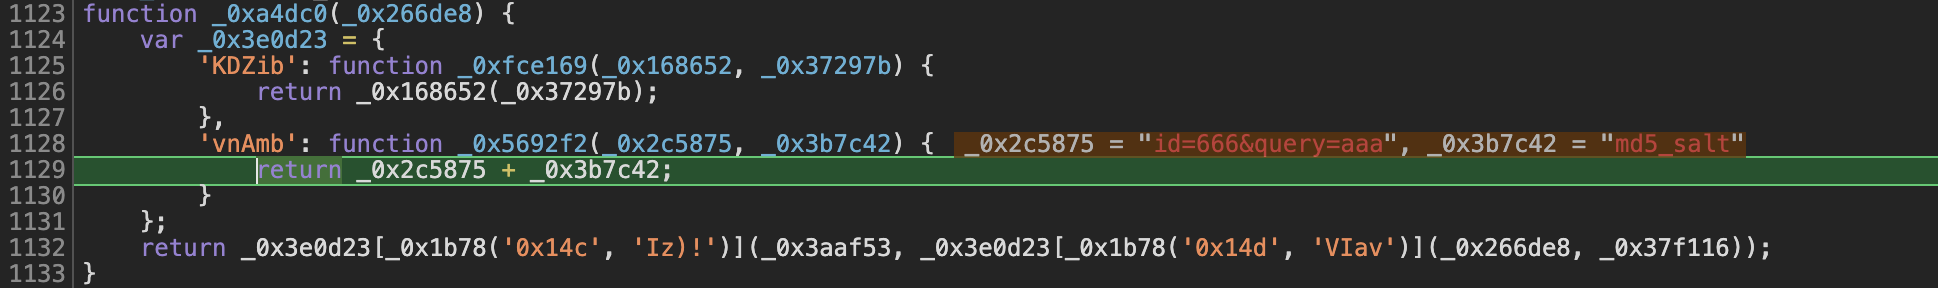 1123 function _0xa4dc0(_0x266de8) {
1124     var _0x3e0d23 = {
1125         'KDZib': function _0xfce169(_0x168652, _0x37297b) {
1126             return _0x168652(_0x37297b);
1127         },
1128         'vnAmb': function _0x5692f2(_0x2c5875, _0x3b7c42) { _0x2c5875 = "id=666&query=aaa", _0x3b7c42 = "md5_salt"
1129             return _0x2c5875 + _0x3b7c42;
1130         }
1131     };
1132     return _0x3e0d23[_0x1b78('0x14c', 'Iz)!')](_0x3aaf53, _0x3e0d23[_0x1b78('0x14d', 'VIav')](_0x266de8, _0x37f116));
1133 }